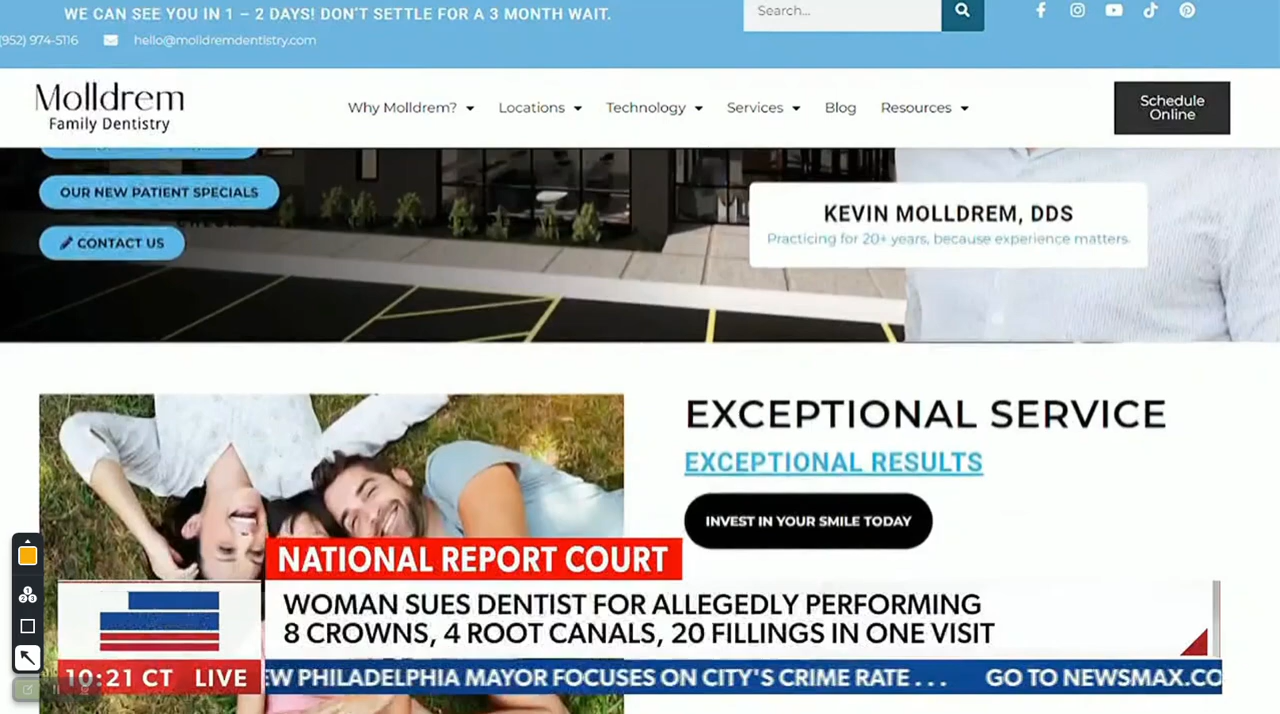 WE CAN SEE YOU IN 1 – 2 DAYS! DON'T SETTLE FOR A 3 MONTH WAIT.
Search...
(952) 974-5116
hello@molldremdentistry.com
Molldrem
Family Dentistry
Why Molldrem?
Locations
Technology
Services
Blog
Resources
Schedule
Online
OUR NEW PATIENT SPECIALS
CONTACT US
KEVIN MOLLDREM, DDS
Practicing for 20+ years, because experience matters.
EXCEPTIONAL SERVICE
EXCEPTIONAL RESULTS
INVEST IN YOUR SMILE TODAY
NATIONAL REPORT COURT
WOMAN SUES DENTIST FOR ALLEGEDLY PERFORMING
8 CROWNS, 4 ROOT CANALS, 20 FILLINGS IN ONE VISIT
10:21 CT LIVE
EW PHILADELPHIA MAYOR FOCUSES ON CITY'S CRIME RATE . . . GO TO NEWSMAX.CO